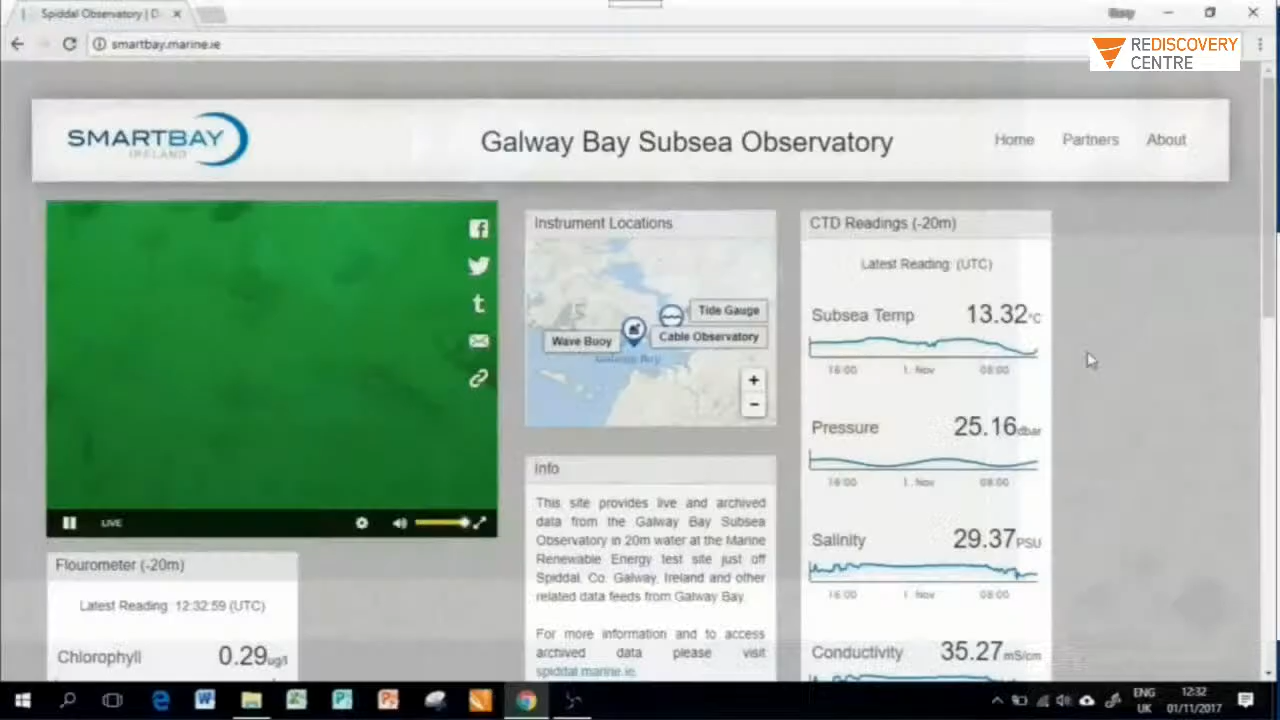 Spiddal Observatory | D
smartbay.marine.ie
REDISCOVERY
CENTRE
SMARTBAY
IRELAND
Galway Bay Subsea Observatory
Home Partners About
LIVE
Flourometer (-20m)
Latest Reading: 12:32:59 (UTC)
Chlorophyll 0.29ug/l
Instrument Locations
Tide Gauge
Wave Buoy
Cable Observatory
Galway Bay
+
−
info
This site provides live and archived
data from the Galway Bay Subsea
Observatory in 20m water at the Marine
Renewable Energy test site just off
Spiddal, Co. Galway, Ireland and other
related data feeds from Galway Bay.
For more information and to access
archived data please visit
spiddal.marine.ie.
CTD Readings (-20m)
Latest Reading: (UTC)
Subsea Temp 13.32°C
16:00 1. Nov 08:00
Pressure 25.16dbar
16:00 1. Nov 08:00
Salinity 29.37PSU
16:00 1. Nov 08:00
Conductivity 35.27mS/cm
ENG
UK
12:32
01/11/2017